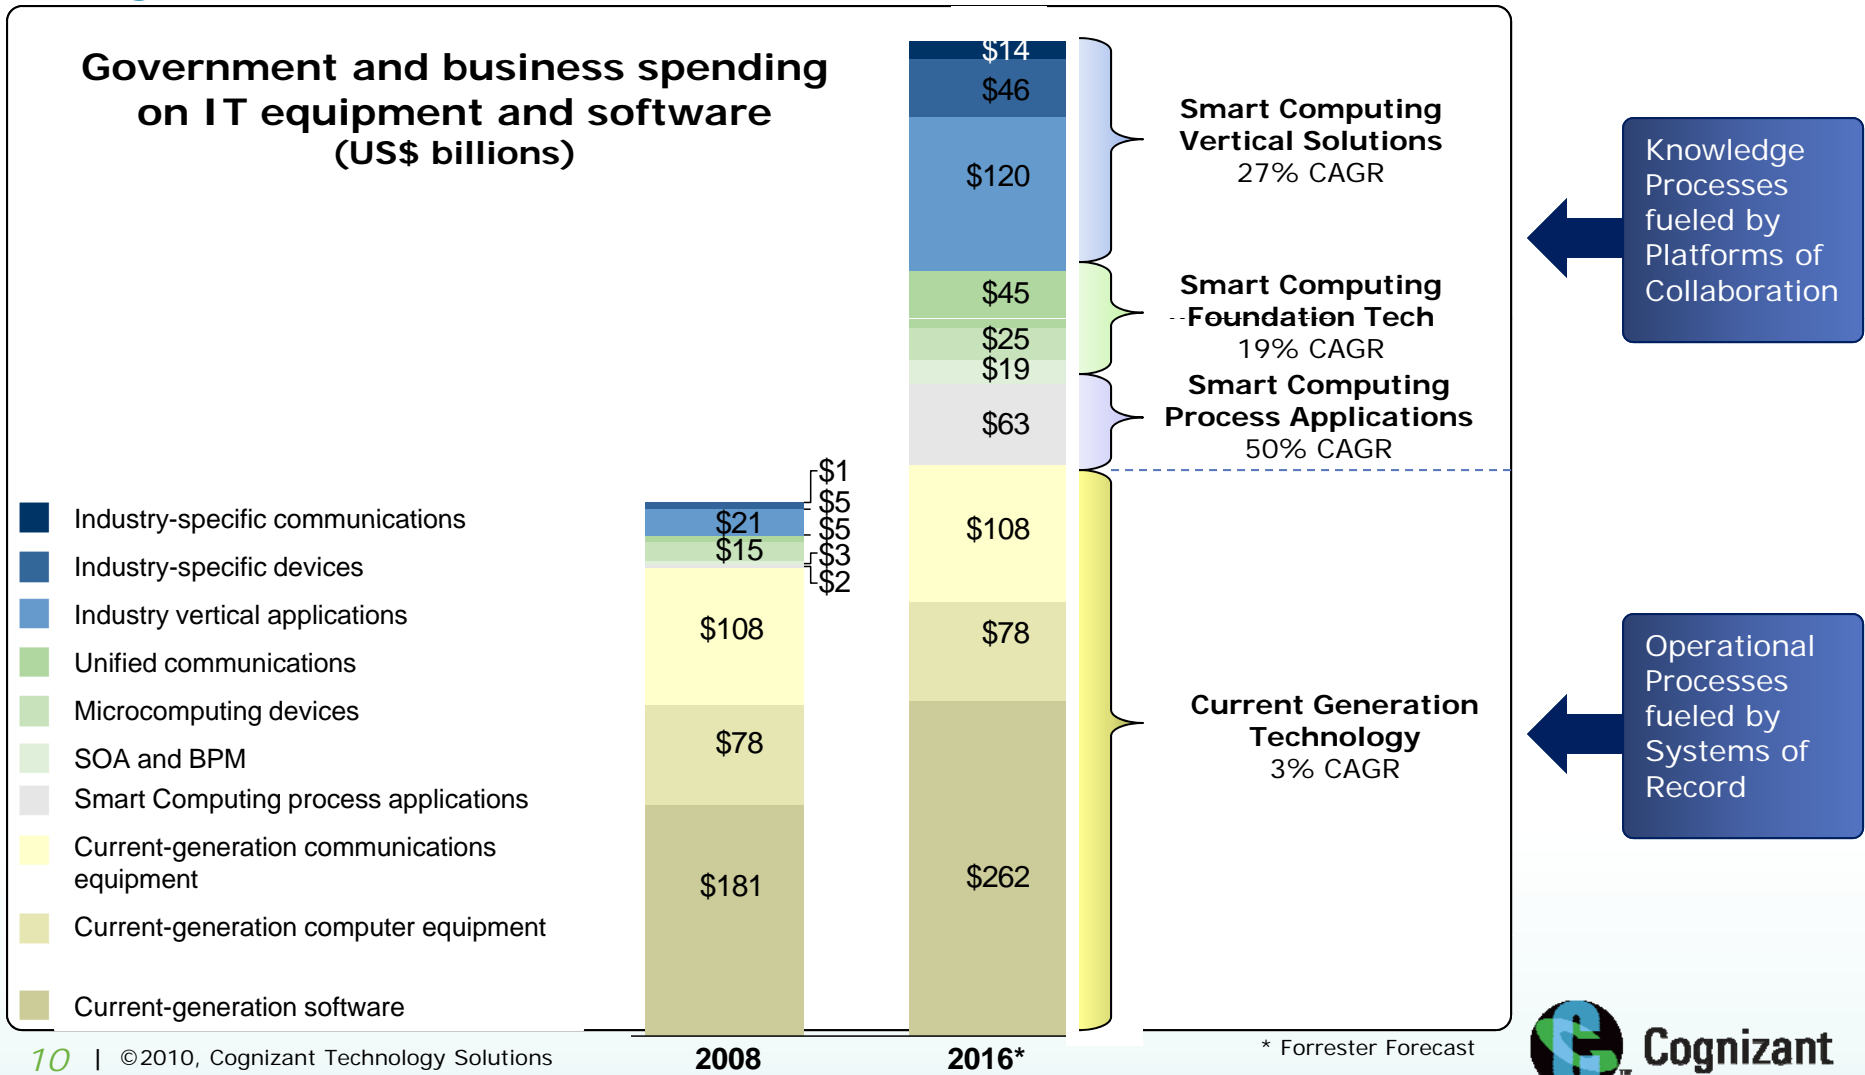 Government and business spending
on IT equipment and software
(US$ billions)
$14
$46
$120
$45
$25
$19
$63
$108
$78
$262
$1
$5
$21
$5
$15
$3
$2
$108
$78
$181
Smart Computing
Vertical Solutions
27% CAGR
Smart Computing
Foundation Tech
19% CAGR
Smart Computing
Process Applications
50% CAGR
Current Generation
Technology
3% CAGR
Knowledge
Processes
fueled by
Platforms of
Collaboration
Operational
Processes
fueled by
Systems of
Record
Industry-specific communications
Industry-specific devices
Industry vertical applications
Unified communications
Microcomputing devices
SOA and BPM
Smart Computing process applications
Current-generation communications
equipment
Current-generation computer equipment
Current-generation software
2008
2016*
* Forrester Forecast
10 | ©2010, Cognizant Technology Solutions
Cognizant